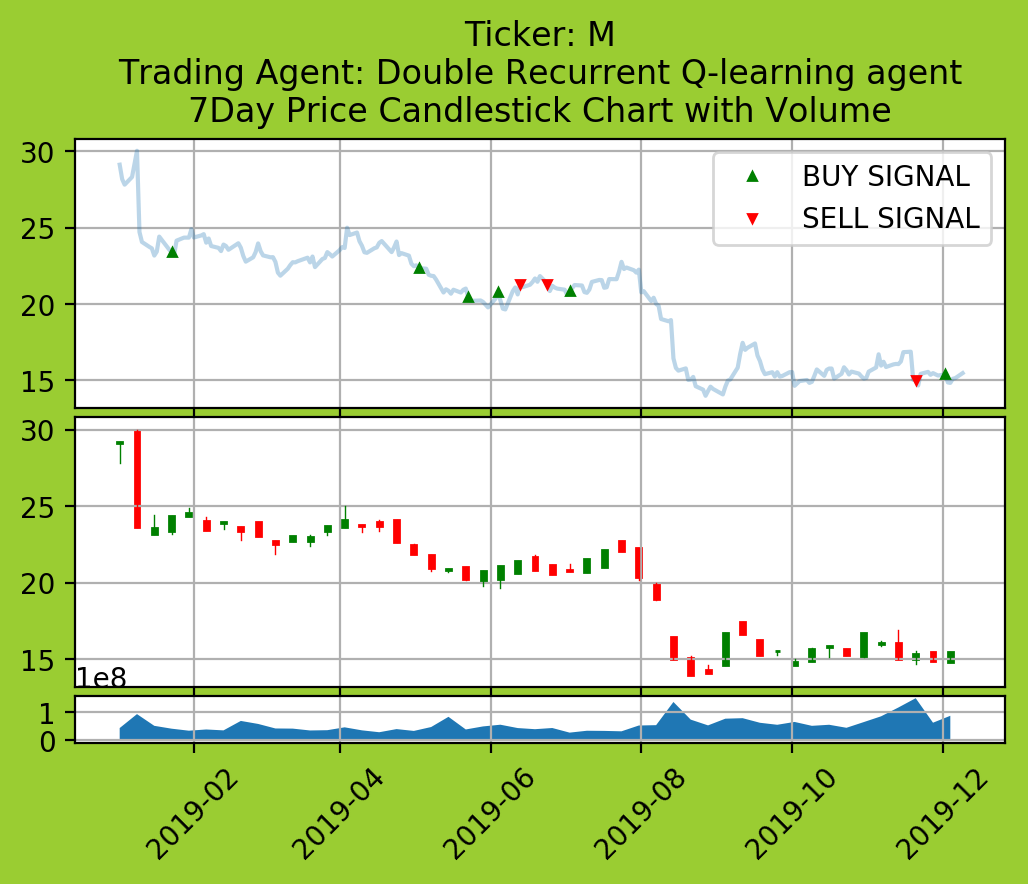 Ticker: M
Trading Agent: Double Recurrent Q-learning agent
7Day Price Candlestick Chart with Volume
30
25
20
15
BUY SIGNAL
SELL SIGNAL
30
25
20
15
1e8
1
0
2019-02
2019-04
2019-06
2019-08
2019-10
2019-12